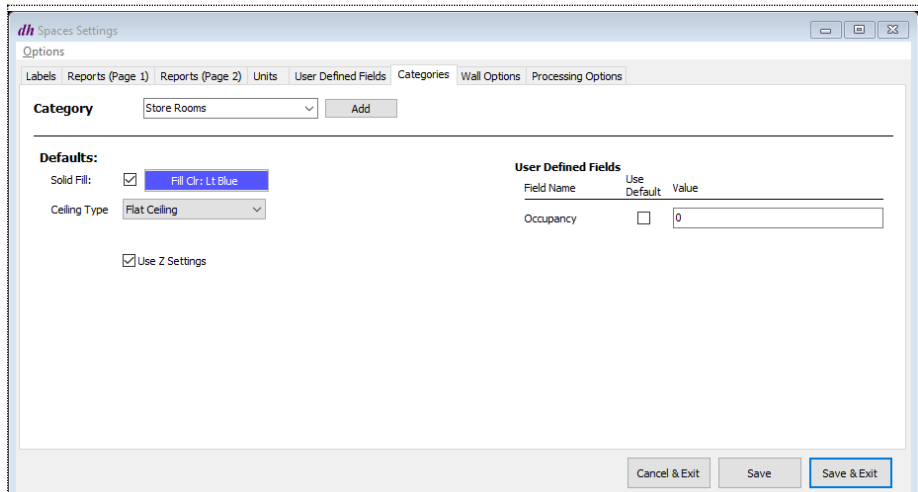 dh Spaces Settings
Options
Labels Reports (Page 1) Reports (Page 2) Units User Defined Fields Categories Wall Options Processing Options
Category Store Rooms Add
Defaults:
Solid Fill: Fill Clr: Lt Blue
Ceiling Type Flat Ceiling
Use Z Settings
User Defined Fields
Field Name Use Default Value
Occupancy 0
Cancel & Exit Save Save & Exit